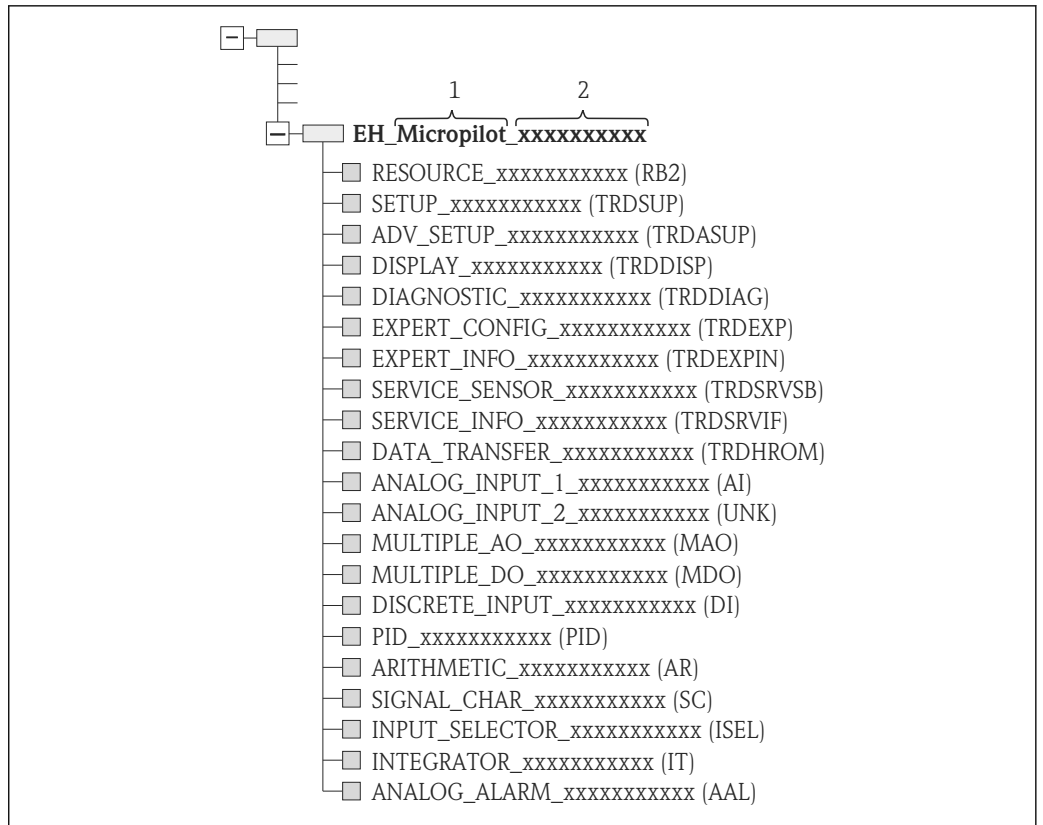 1 2
EH_Micropilot_xxxxxxxxxx
RESOURCE_xxxxxxxxxxx (RB2)
SETUP_xxxxxxxxxxx (TRDSUP)
ADV_SETUP_xxxxxxxxxxx (TRDASUP)
DISPLAY_xxxxxxxxxxx (TRDDISP)
DIAGNOSTIC_xxxxxxxxxxx (TRDDIAG)
EXPERT_CONFIG_xxxxxxxxxxx (TRDEXP)
EXPERT_INFO_xxxxxxxxxxx (TRDEXPIN)
SERVICE_SENSOR_xxxxxxxxxxx (TRDSRVSB)
SERVICE_INFO_xxxxxxxxxxx (TRDSRVIF)
DATA_TRANSFER_xxxxxxxxxxx (TRDHROM)
ANALOG_INPUT_1_xxxxxxxxxxx (AI)
ANALOG_INPUT_2_xxxxxxxxxxx (UNK)
MULTIPLE_AO_xxxxxxxxxxx (MAO)
MULTIPLE_DO_xxxxxxxxxxx (MDO)
DISCRETE_INPUT_xxxxxxxxxxx (DI)
PID_xxxxxxxxxxx (PID)
ARITHMETIC_xxxxxxxxxxx (AR)
SIGNAL_CHAR_xxxxxxxxxxx (SC)
INPUT_SELECTOR_xxxxxxxxxxx (ISEL)
INTEGRATOR_xxxxxxxxxxx (IT)
ANALOG_ALARM_xxxxxxxxxxx (AAL)